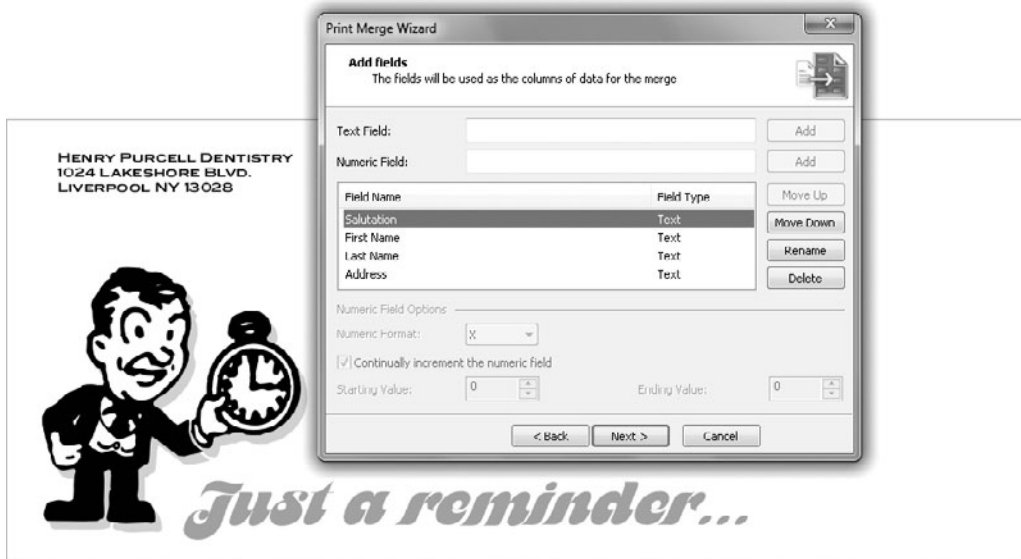 Print Merge Wizard
Add fields
The fields will be used as the columns of data for the merge
Text Field: Add
Numeric Field: Add
Field Name Field Type Move Up
Salutation Text Move Down
First Name Text
Last Name Text Rename
Address Text Delete
Numeric Field Options
Numeric Format: X
Continually increment the numeric field
Starting Value: 0 Ending Value: 0
< Back Next > Cancel
HENRY PURCELL DENTISTRY
1024 LAKESHORE BLVD.
LIVERPOOL NY 13028
Just a reminder...